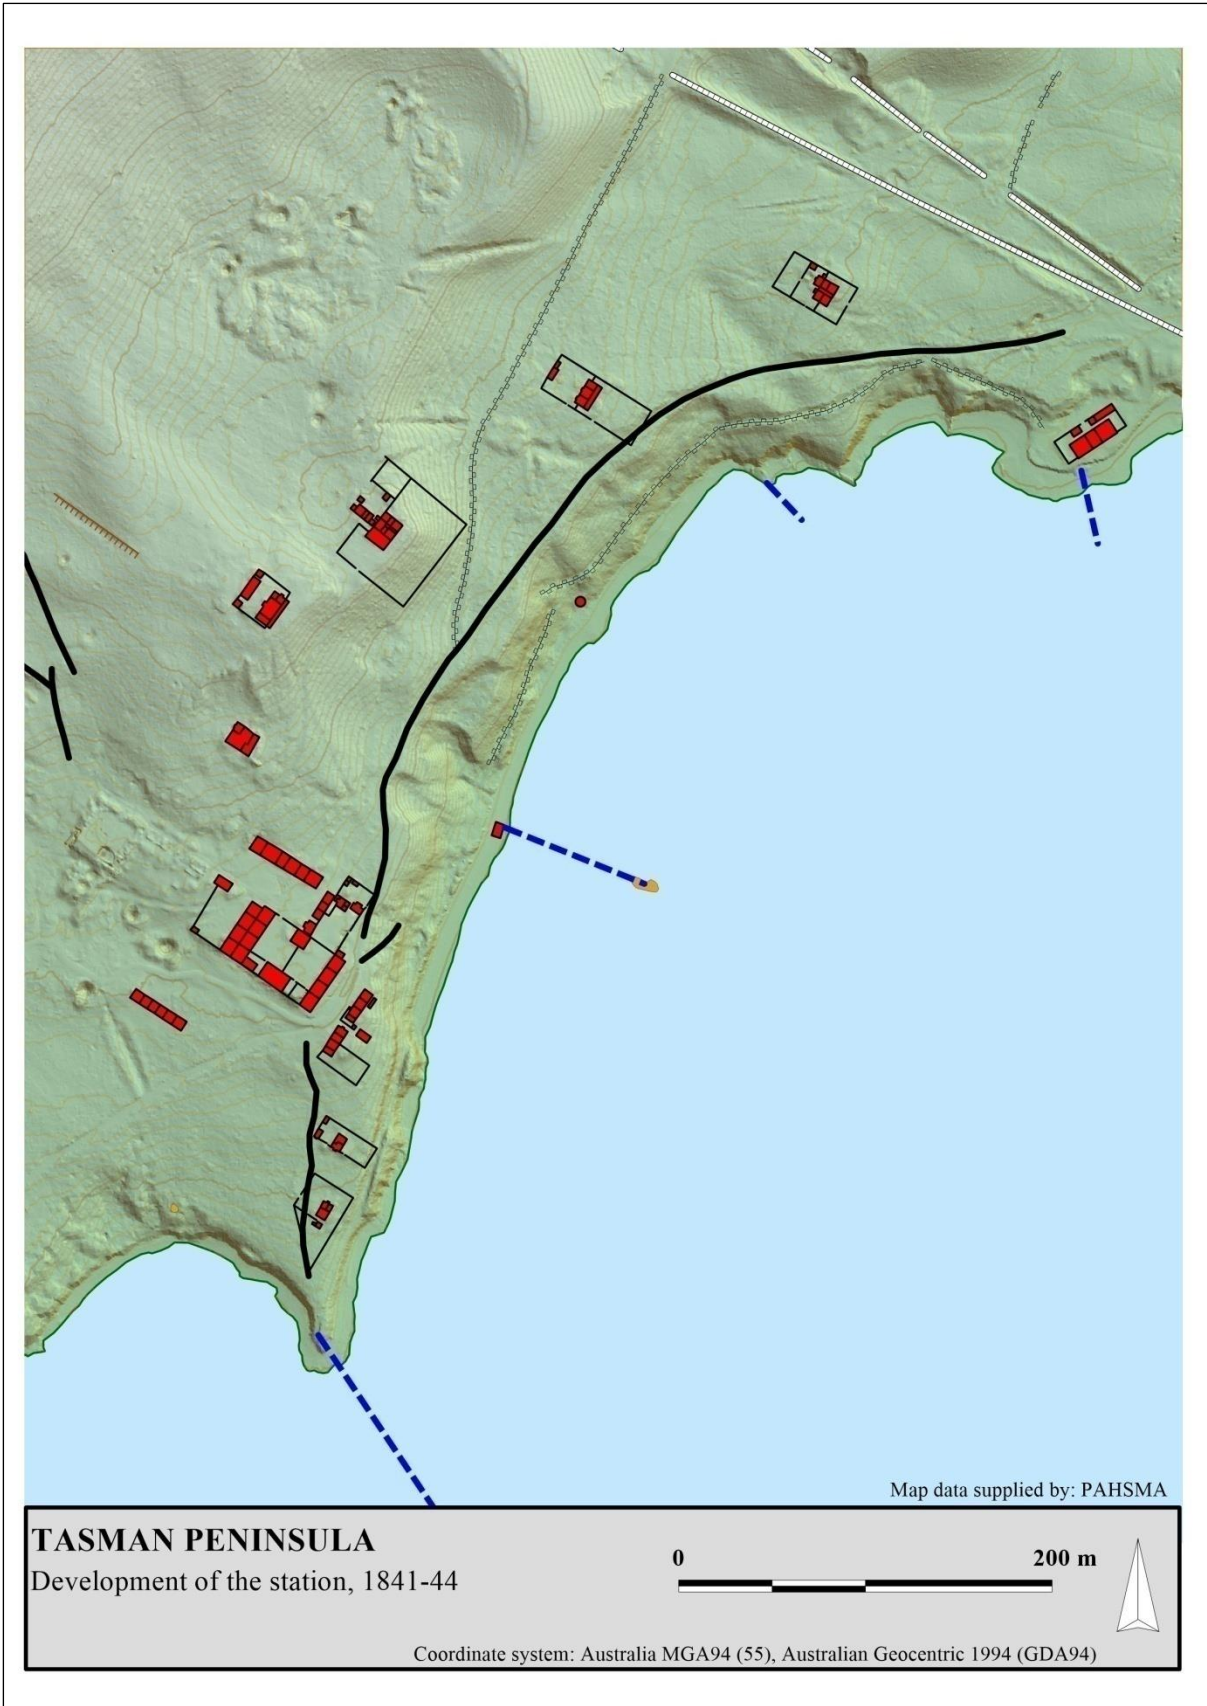 Map data supplied by: PAHSMA
TASMAN PENINSULA
Development of the station, 1841-44
0 200 m
Coordinate system: Australia MGA94 (55), Australian Geocentric 1994 (GDA94)